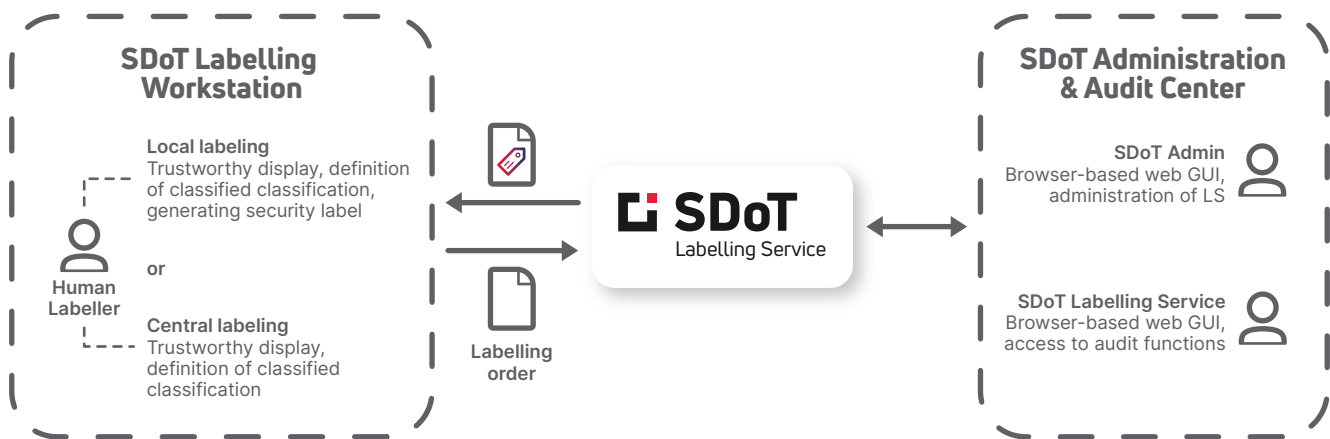 SDoT Labelling
Workstation
Local labeling
Trustworthy display, definition
of classified classification,
generating security label
Human
Labeller
or
Central labeling
Trustworthy display,
definition of classified
classification
Labelling
order
SDoT
Labelling Service
SDoT Administration
& Audit Center
SDoT Admin
Browser-based web GUI,
administration of LS
SDoT Labelling Service
Browser-based web GUI,
access to audit functions